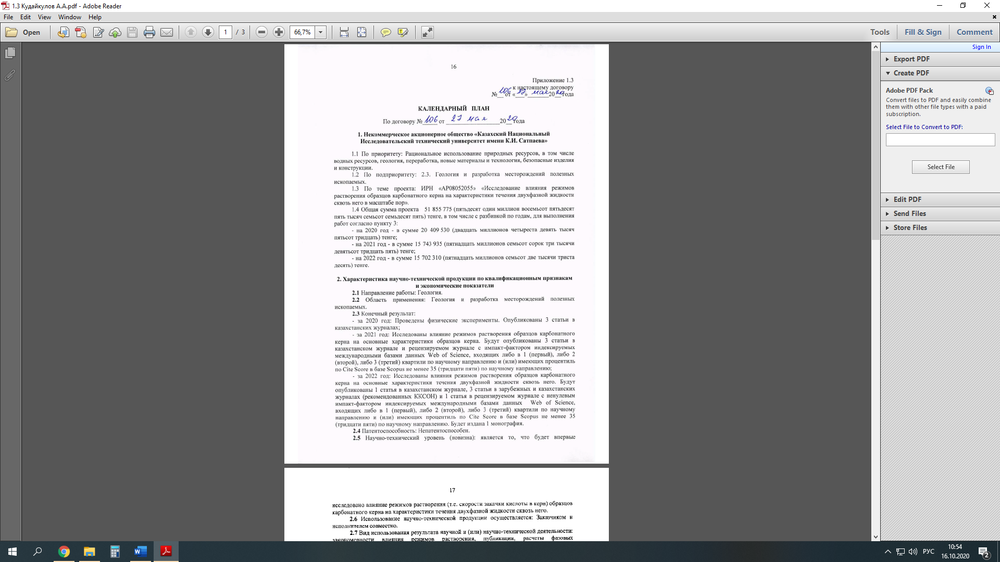 1.3 Кудайкулов А.А.pdf - Adobe Reader
File Edit View Window Help
Open 1 / 3 66,7% Tools Fill & Sign Comment
Sign In
Export PDF
Create PDF
Adobe PDF Pack
Convert files to PDF and easily combine
them with other file types with a paid
subscription.
Select File to Convert to PDF:
Select File
Edit PDF
Send Files
Store Files
16
Приложение 1.3
к настоящему договору
№ 106 от « 27 » мая 2020 года
КАЛЕНДАРНЫЙ ПЛАН
По договору № 106 от 27 мая 2020 года
1. Некоммерческое акционерное общество «Казахский Национальный
Исследовательский технический университет имени К.И. Сатпаева»
1.1 По приоритету: Рациональное использование природных ресурсов, в том числе
водных ресурсов, геология, переработка, новые материалы и технология, безопасные изделия
и конструкции.
1.2 По подприоритету: 2.3. Геология и разработка месторождений полезных
ископаемых.
1.3 По теме проекта: ИРН «АР08052055» «Исследование влияния режимов
растворения образцов карбонатного керна на характеристики течения двухфазной жидкости
сквозь него в масштабе пор».
1.4 Общая сумма проекта 51 855 775 (пятьдесят один миллион восемьсот пятьдесят
пять тысяч семьсот семьдесят пять) тенге, в том числе с разбивкой по годам, для выполнения
работ согласно пункту 3:
- на 2020 год - в сумме 20 409 530 (двадцать миллионов четыреста девять тысяч
пятьсот тридцать) тенге;
- на 2021 год - в сумме 15 743 935 (пятнадцать миллионов семьсот сорок три тысячи
девятьсот тридцать пять) тенге;
- на 2022 год - в сумме 15 702 310 (пятнадцать миллионов семьсот две тысячи триста
десять) тенге.
2. Характеристика научно-технической продукции по квалификационным признакам
и экономические показатели
2.1 Направление работы: Геология.
2.2 Область применения: Геология и разработка месторождений полезных
ископаемых.
2.3 Конечный результат:
- за 2020 год: Проведены физические эксперименты. Опубликованы 3 статьи в
казахстанских журналах;
- за 2021 год: Исследованы влияние режимов растворения образцов карбонатного
керна на основные характеристики образцов керна. Будут опубликованы 3 статьи в
казахстанском журнале и рецензируемом журнале с импакт-фактором индексируемых
международными базами данных Web of Science, входящих либо в 1 (первый), либо 2
(второй), либо 3 (третий) квартили по научному направлению и (или) имеющих процентиль
по Cite Score в базе Scopus не менее 35 (тридцати пяти) по научному направлению;
- за 2022 год: Исследованы влияния режимов растворения образцов карбонатного
керна на основные характеристики течения двухфазной жидкости сквозь него. Будут
опубликованы 1 статья в казахстанском журнале, 3 статьи в зарубежных и казахстанских
журналах (рекомендованных ККСОН) и 1 статья в рецензируемом журнале с ненулевым
импакт-фактором индексируемых международными базами данных Web of Science,
входящих либо в 1 (первый), либо 2 (второй), либо 3 (третий) квартили по научному
направлению и (или) имеющих процентиль по Cite Score в базе Scopus не менее 35
(тридцати пяти) по научному направлению. Будет издана 1 монография.
2.4 Патентоспособность: Непатентоспособен.
2.5 Научно-технический уровень (новизна): является то, что будет впервые
17
исследовано влияние режимов растворения (т.е. скорости закачки кислоты в керн) образцов
карбонатного керна на характеристики течения двухфазной жидкости сквозь него.
2.6 Использование научно-технической продукции осуществляется: Заказчиком и
исполнителем совместно.
2.7 Вид использования результата научной и (или) научно-технической деятельности:
закономерности влияния режимов растворения, публикации, расчеты фазовых
РУС
10:54
16.10.2020
2